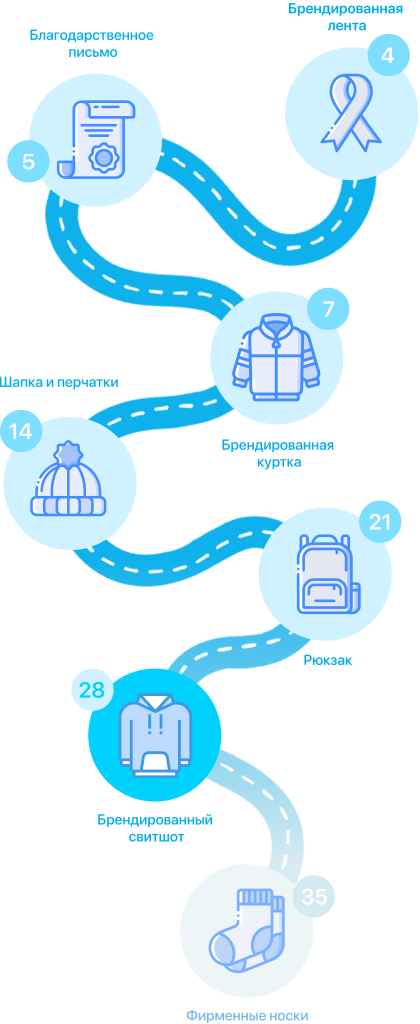 Брендированная
лента
4
Благодарственное
письмо
5
7
Брендированная
куртка
Шапка и перчатки
14
21
Рюкзак
28
Брендированный
свитшот
35
Фирменные носки